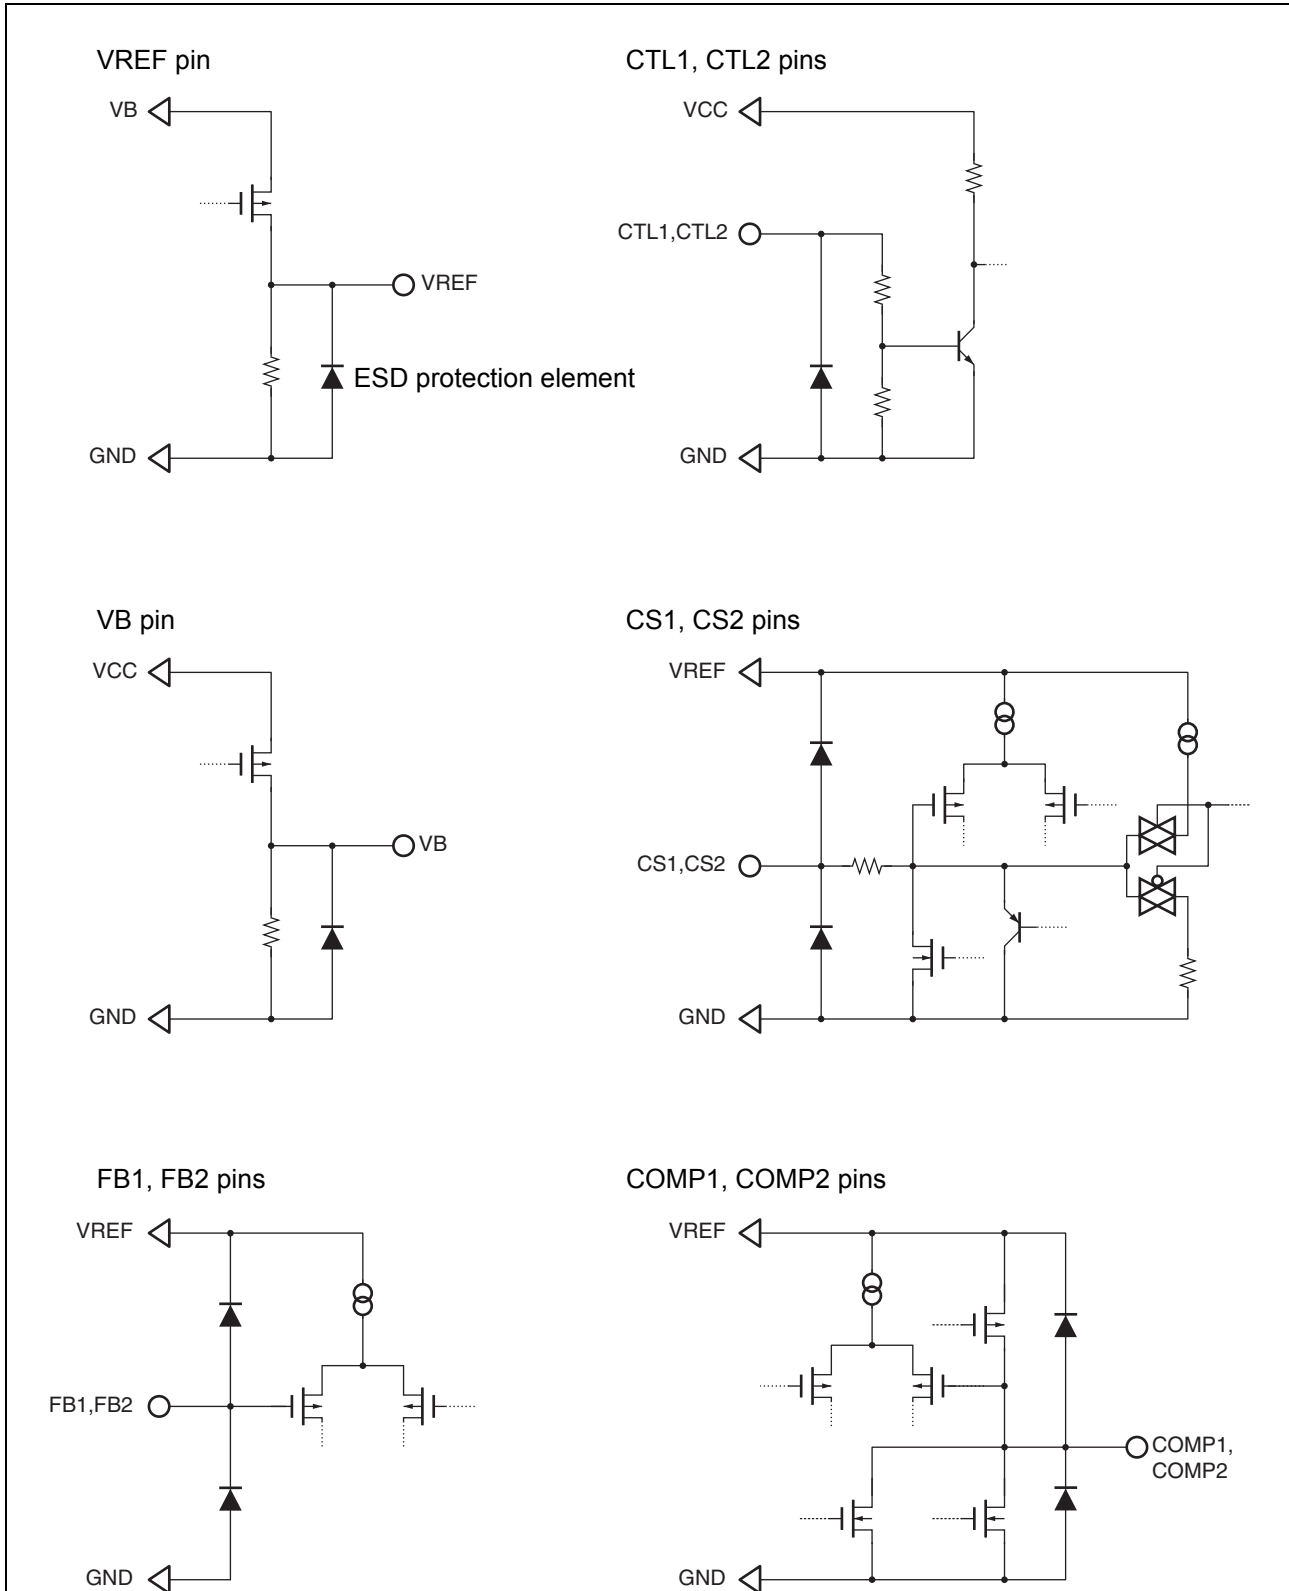 VREF pin
VB
VREF
ESD protection element
GND
CTL1, CTL2 pins
VCC
CTL1,CTL2
GND
VB pin
VCC
VB
GND
CS1, CS2 pins
VREF
CS1,CS2
GND
FB1, FB2 pins
VREF
FB1,FB2
GND
COMP1, COMP2 pins
VREF
COMP1,
COMP2
GND